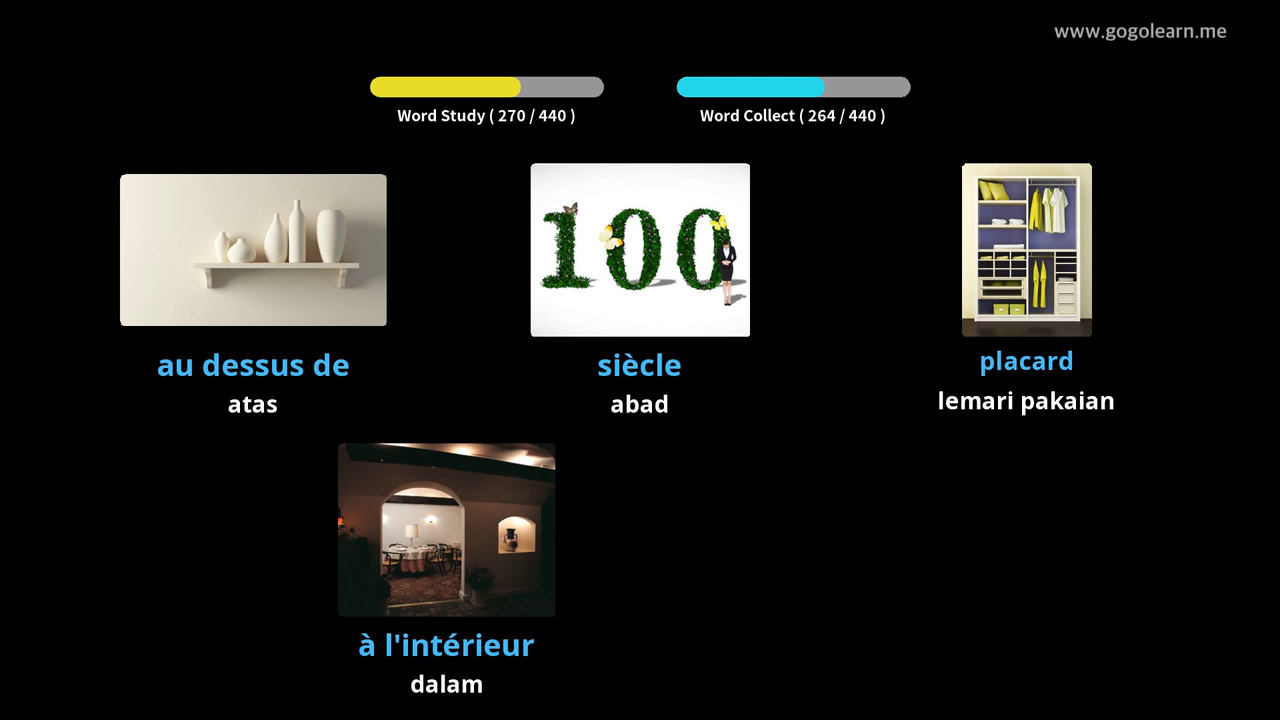 www.gogolearn.me
Word Study ( 270 / 440 )
Word Collect ( 264 / 440 )
100
au dessus de
atas
siècle
abad
placard
lemari pakaian
à l'intérieur
dalam